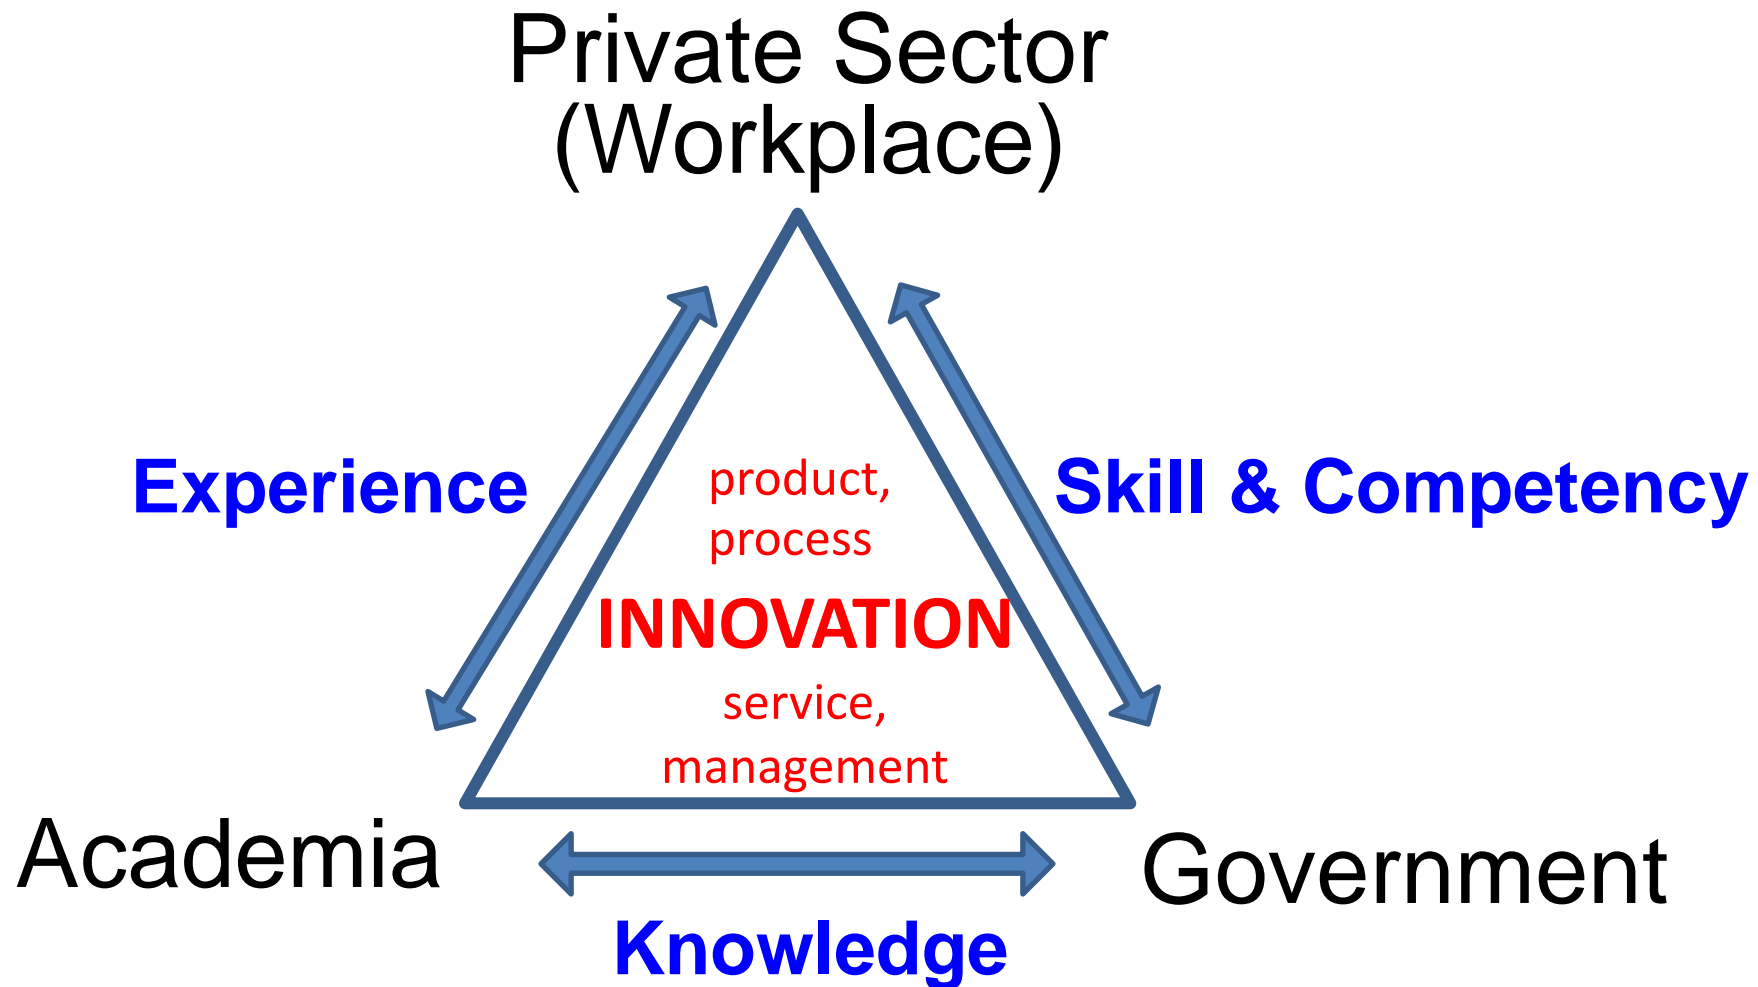 Private Sector
(Workplace)
Experience
Skill & Competency
product,
process
INNOVATION
service,
management
Academia
Government
Knowledge